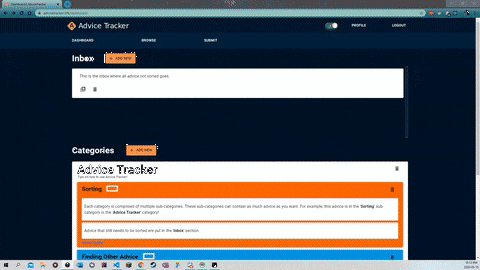 Advice Tracker
PROFILE
LOGOUT
DASHBOARD
BROWSE
SUBMIT
Inbox
ADD NEW
This is the inbox where all advice not sorted goes.
Categories
ADD NEW
Advice Tracker
Tips on how to use Advice Tracker!
Sorting
Each category is comprised of multiple sub-categories. These sub-categories can contain as much advice as you want. For example, this advice is in the 'Sorting' sub-
category in the 'Advice Tracker' category!
Advice that still needs to be sorted are put in the 'Inbox' section.
Finding Other Advice